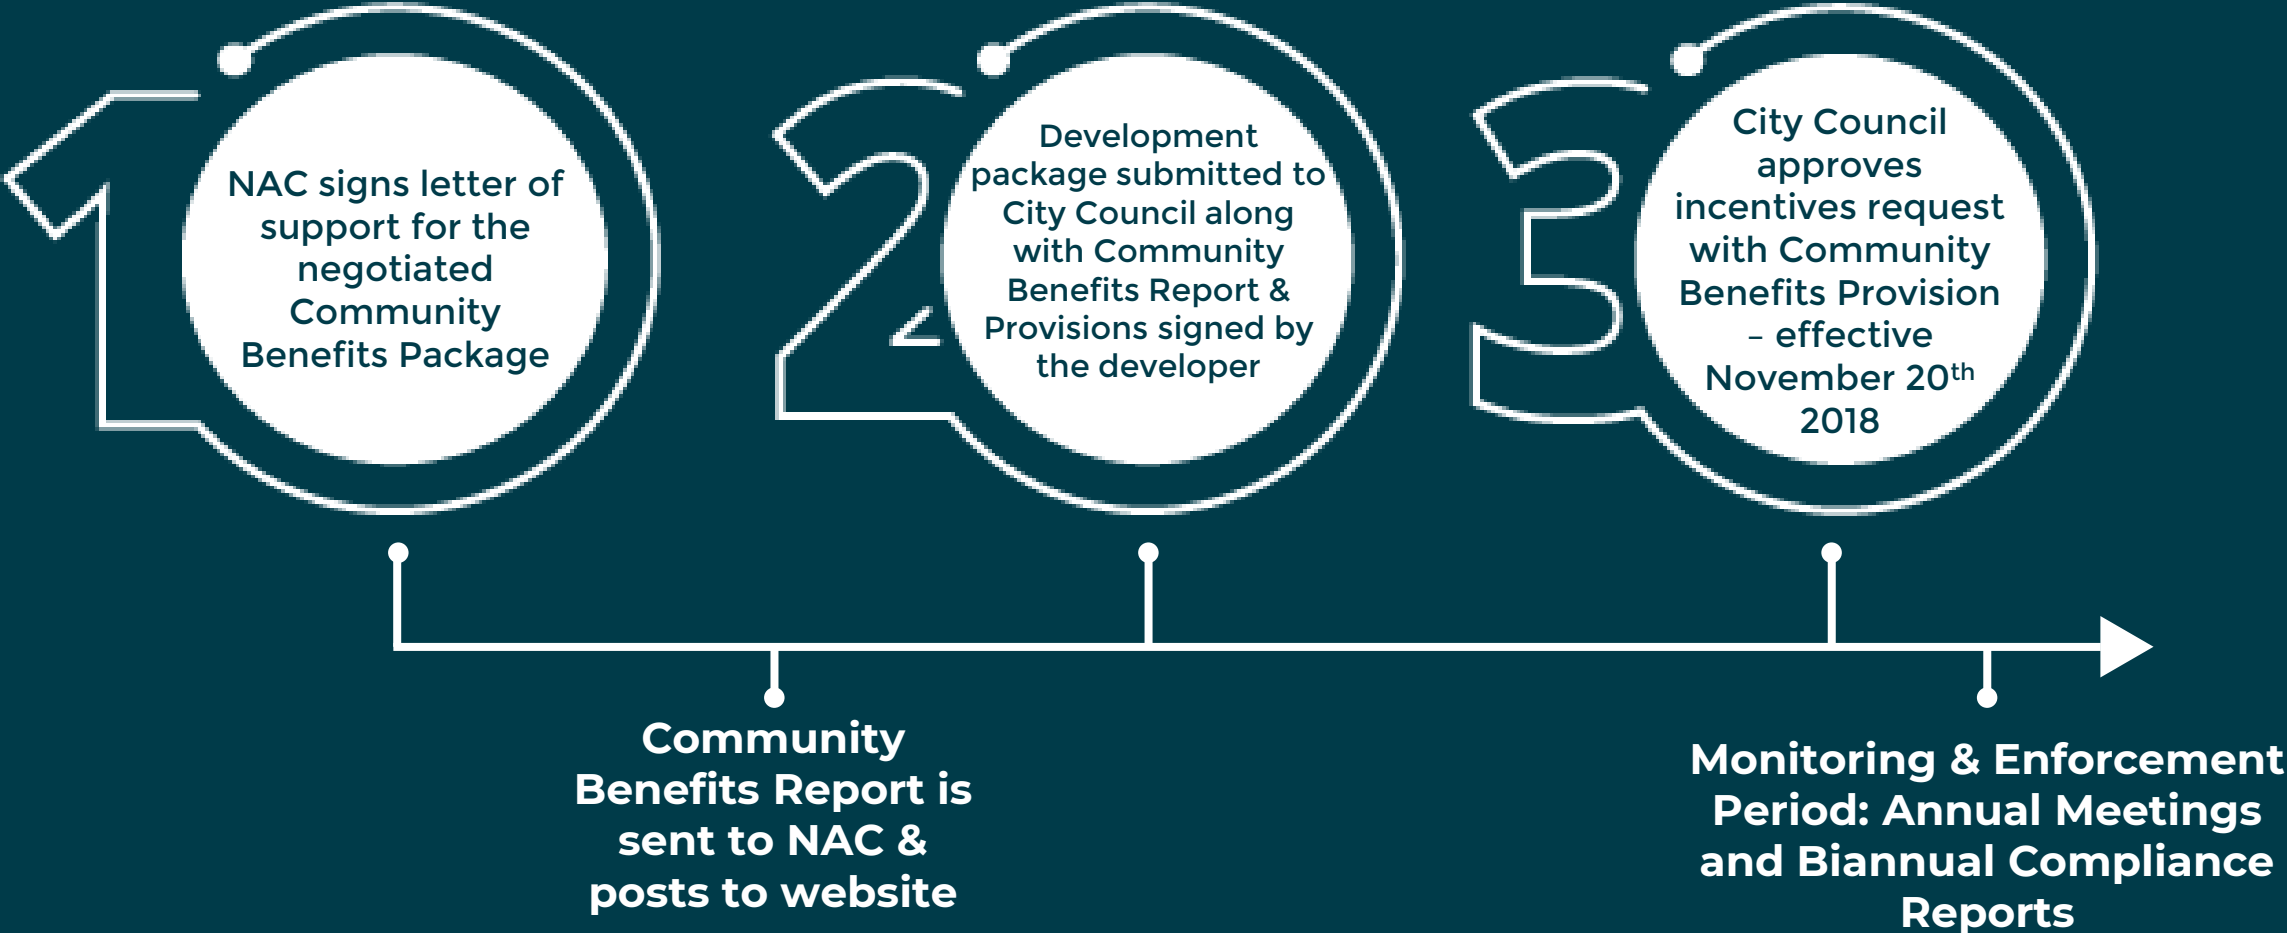 1
NAC signs letter of
support for the
negotiated
Community
Benefits Package
2
Development
package submitted to
City Council along
with Community
Benefits Report &
Provisions signed by
the developer
3
City Council
approves
incentives request
with Community
Benefits Provision
– effective
November 20th
2018
Community
Benefits Report is
sent to NAC &
posts to website
Monitoring & Enforcement
Period: Annual Meetings
and Biannual Compliance
Reports